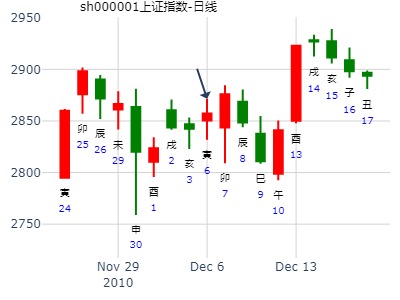 sh000001上证指数-日线
2950
2900
2850
2800
2750
寅
24
卯
25
辰
26
未
29
申
30
酉
1
戌
2
亥
3
寅
6
卯
7
辰
8
巳
9
午
10
酉
13
戌
14
亥
15
子
16
丑
17
Nov 29
2010
Dec 6
Dec 13